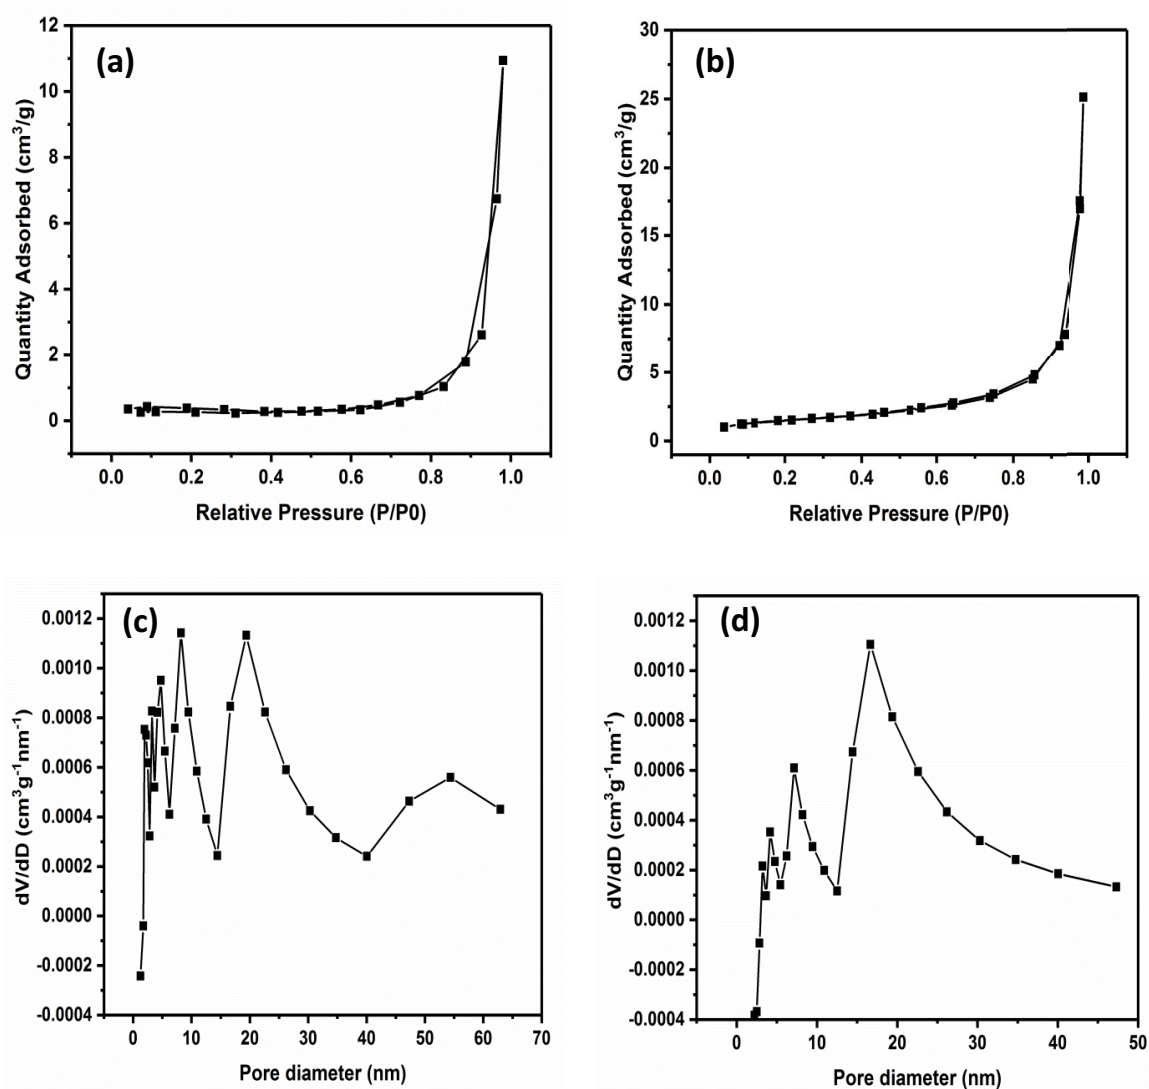 (a)
12
10
8
6
4
2
0
Quantity Adsorbed (cm³/g)
0.0 0.2 0.4 0.6 0.8 1.0
Relative Pressure (P/P0)
(b)
30
25
20
15
10
5
0
Quantity Adsorbed (cm³/g)
0.0 0.2 0.4 0.6 0.8 1.0
Relative Pressure (P/P0)
(c)
0.0012
0.0010
0.0008
0.0006
0.0004
0.0002
0.0000
-0.0002
-0.0004
dV/dD (cm³g⁻¹nm⁻¹)
0 10 20 30 40 50 60 70
Pore diameter (nm)
(d)
0.0012
0.0010
0.0008
0.0006
0.0004
0.0002
0.0000
-0.0002
-0.0004
dV/dD (cm³g⁻¹nm⁻¹)
0 10 20 30 40 50
Pore diameter (nm)